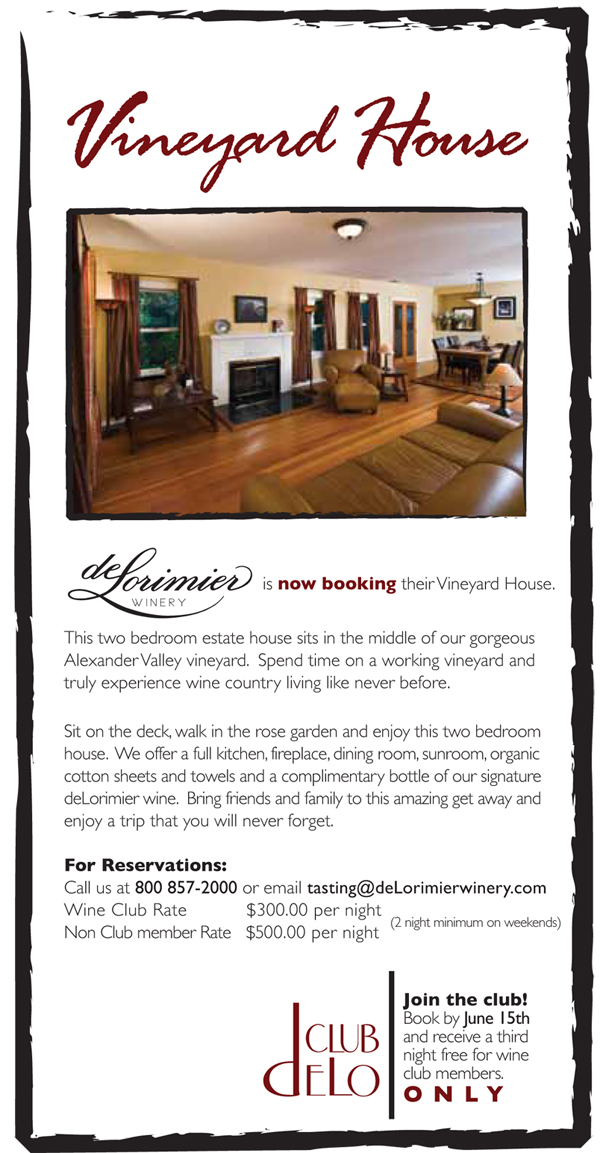 Vineyard House
deLorimier is now booking their Vineyard House.
WINERY
This two bedroom estate house sits in the middle of our gorgeous
Alexander Valley vineyard. Spend time on a working vineyard and
truly experience wine country living like never before.
Sit on the deck, walk in the rose garden and enjoy this two bedroom
house. We offer a full kitchen, fireplace, dining room, sunroom, organic
cotton sheets and towels and a complimentary bottle of our signature
deLorimier wine. Bring friends and family to this amazing get away and
enjoy a trip that you will never forget.
For Reservations:
Call us at 800 857-2000 or email tasting@deLorimierwinery.com
Wine Club Rate $300.00 per night
Non Club member Rate $500.00 per night
(2 night minimum on weekends)
CLUB
dELO
Join the club!
Book by June 15th
and receive a third
night free for wine
club members.
ONLY